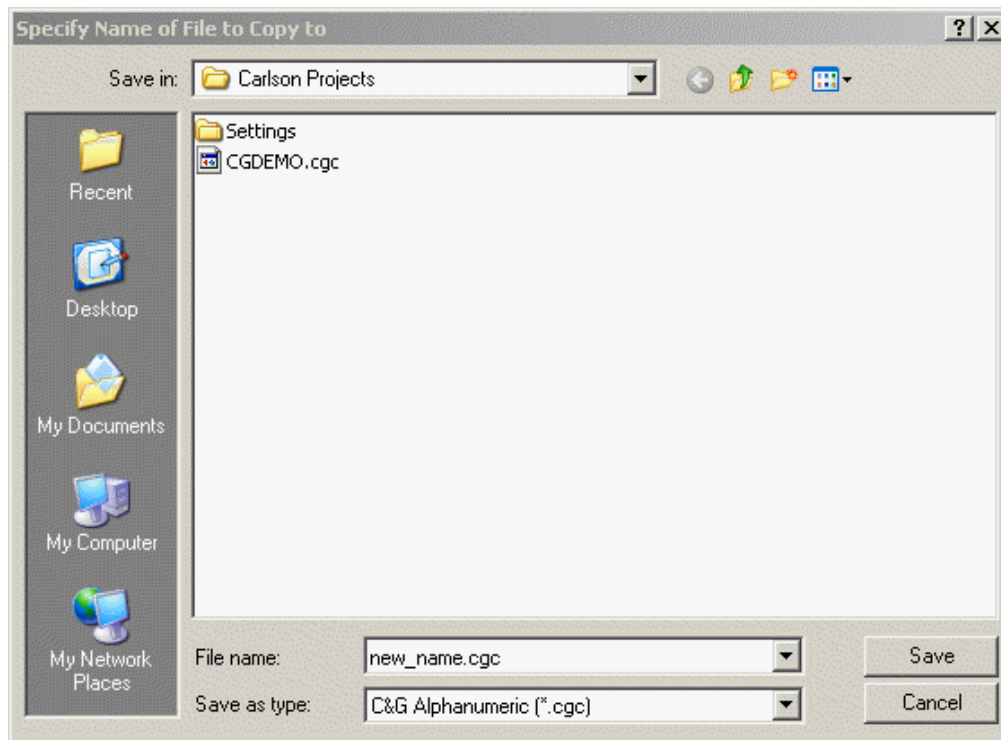 Specify Name of File to Copy to
Save in:
Carlson Projects
Recent
Desktop
My Documents
My Computer
My Network
Places
Settings
CGDEMO.cgc
File name:
new_name.cgc
Save
Save as type:
C&G Alphanumeric (*.cgc)
Cancel